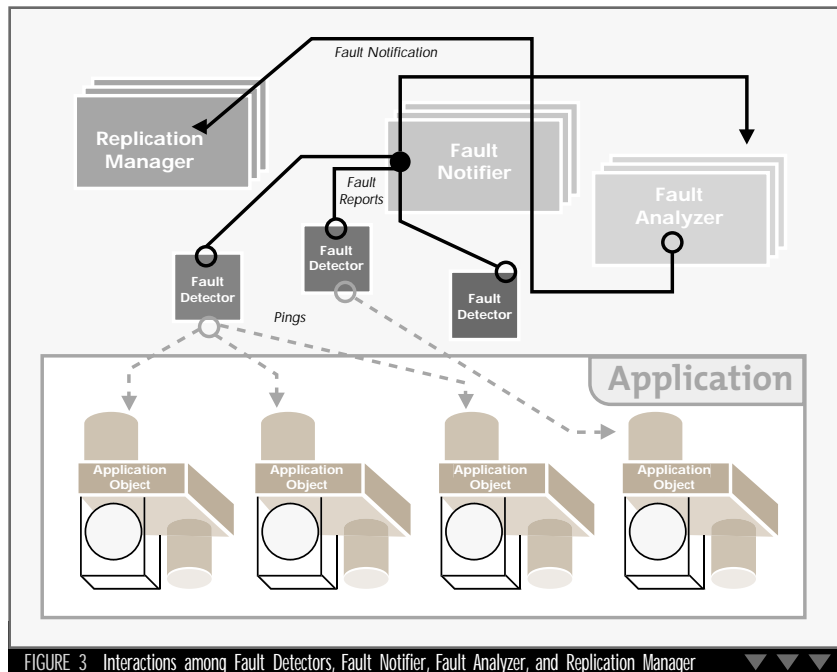 Fault Notification
Replication
Manager
Fault
Notifier
Fault
Reports
Fault
Analyzer
Fault
Detector
Fault
Detector
Fault
Detector
Pings
Application
Application
Object
Application
Object
Application
Object
Application
Object
FIGURE 3 Interactions among Fault Detectors, Fault Notifier, Fault Analyzer, and Replication Manager